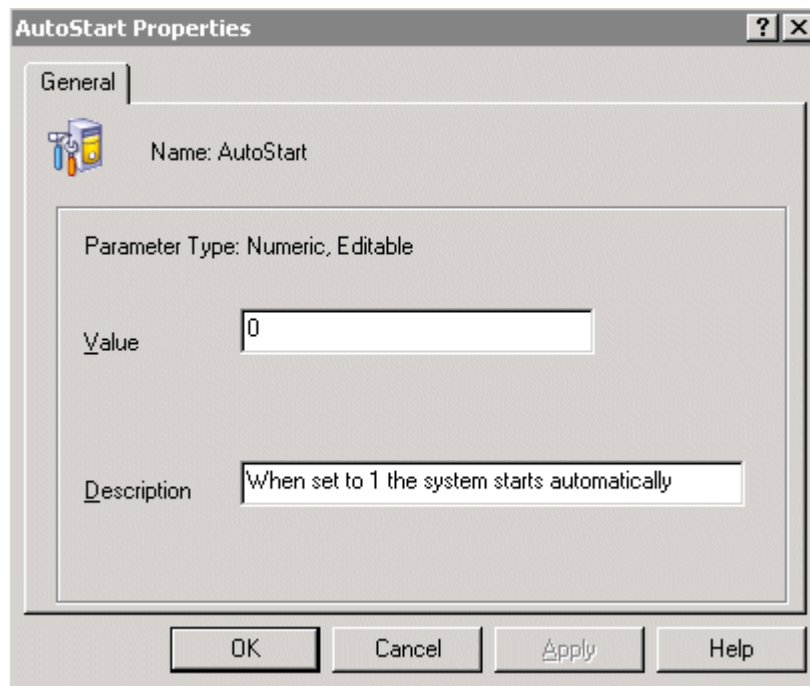 AutoStart Properties
General
Name: AutoStart
Parameter Type: Numeric, Editable
Value
0
Description
When set to 1 the system starts automatically
OK
Cancel
Apply
Help